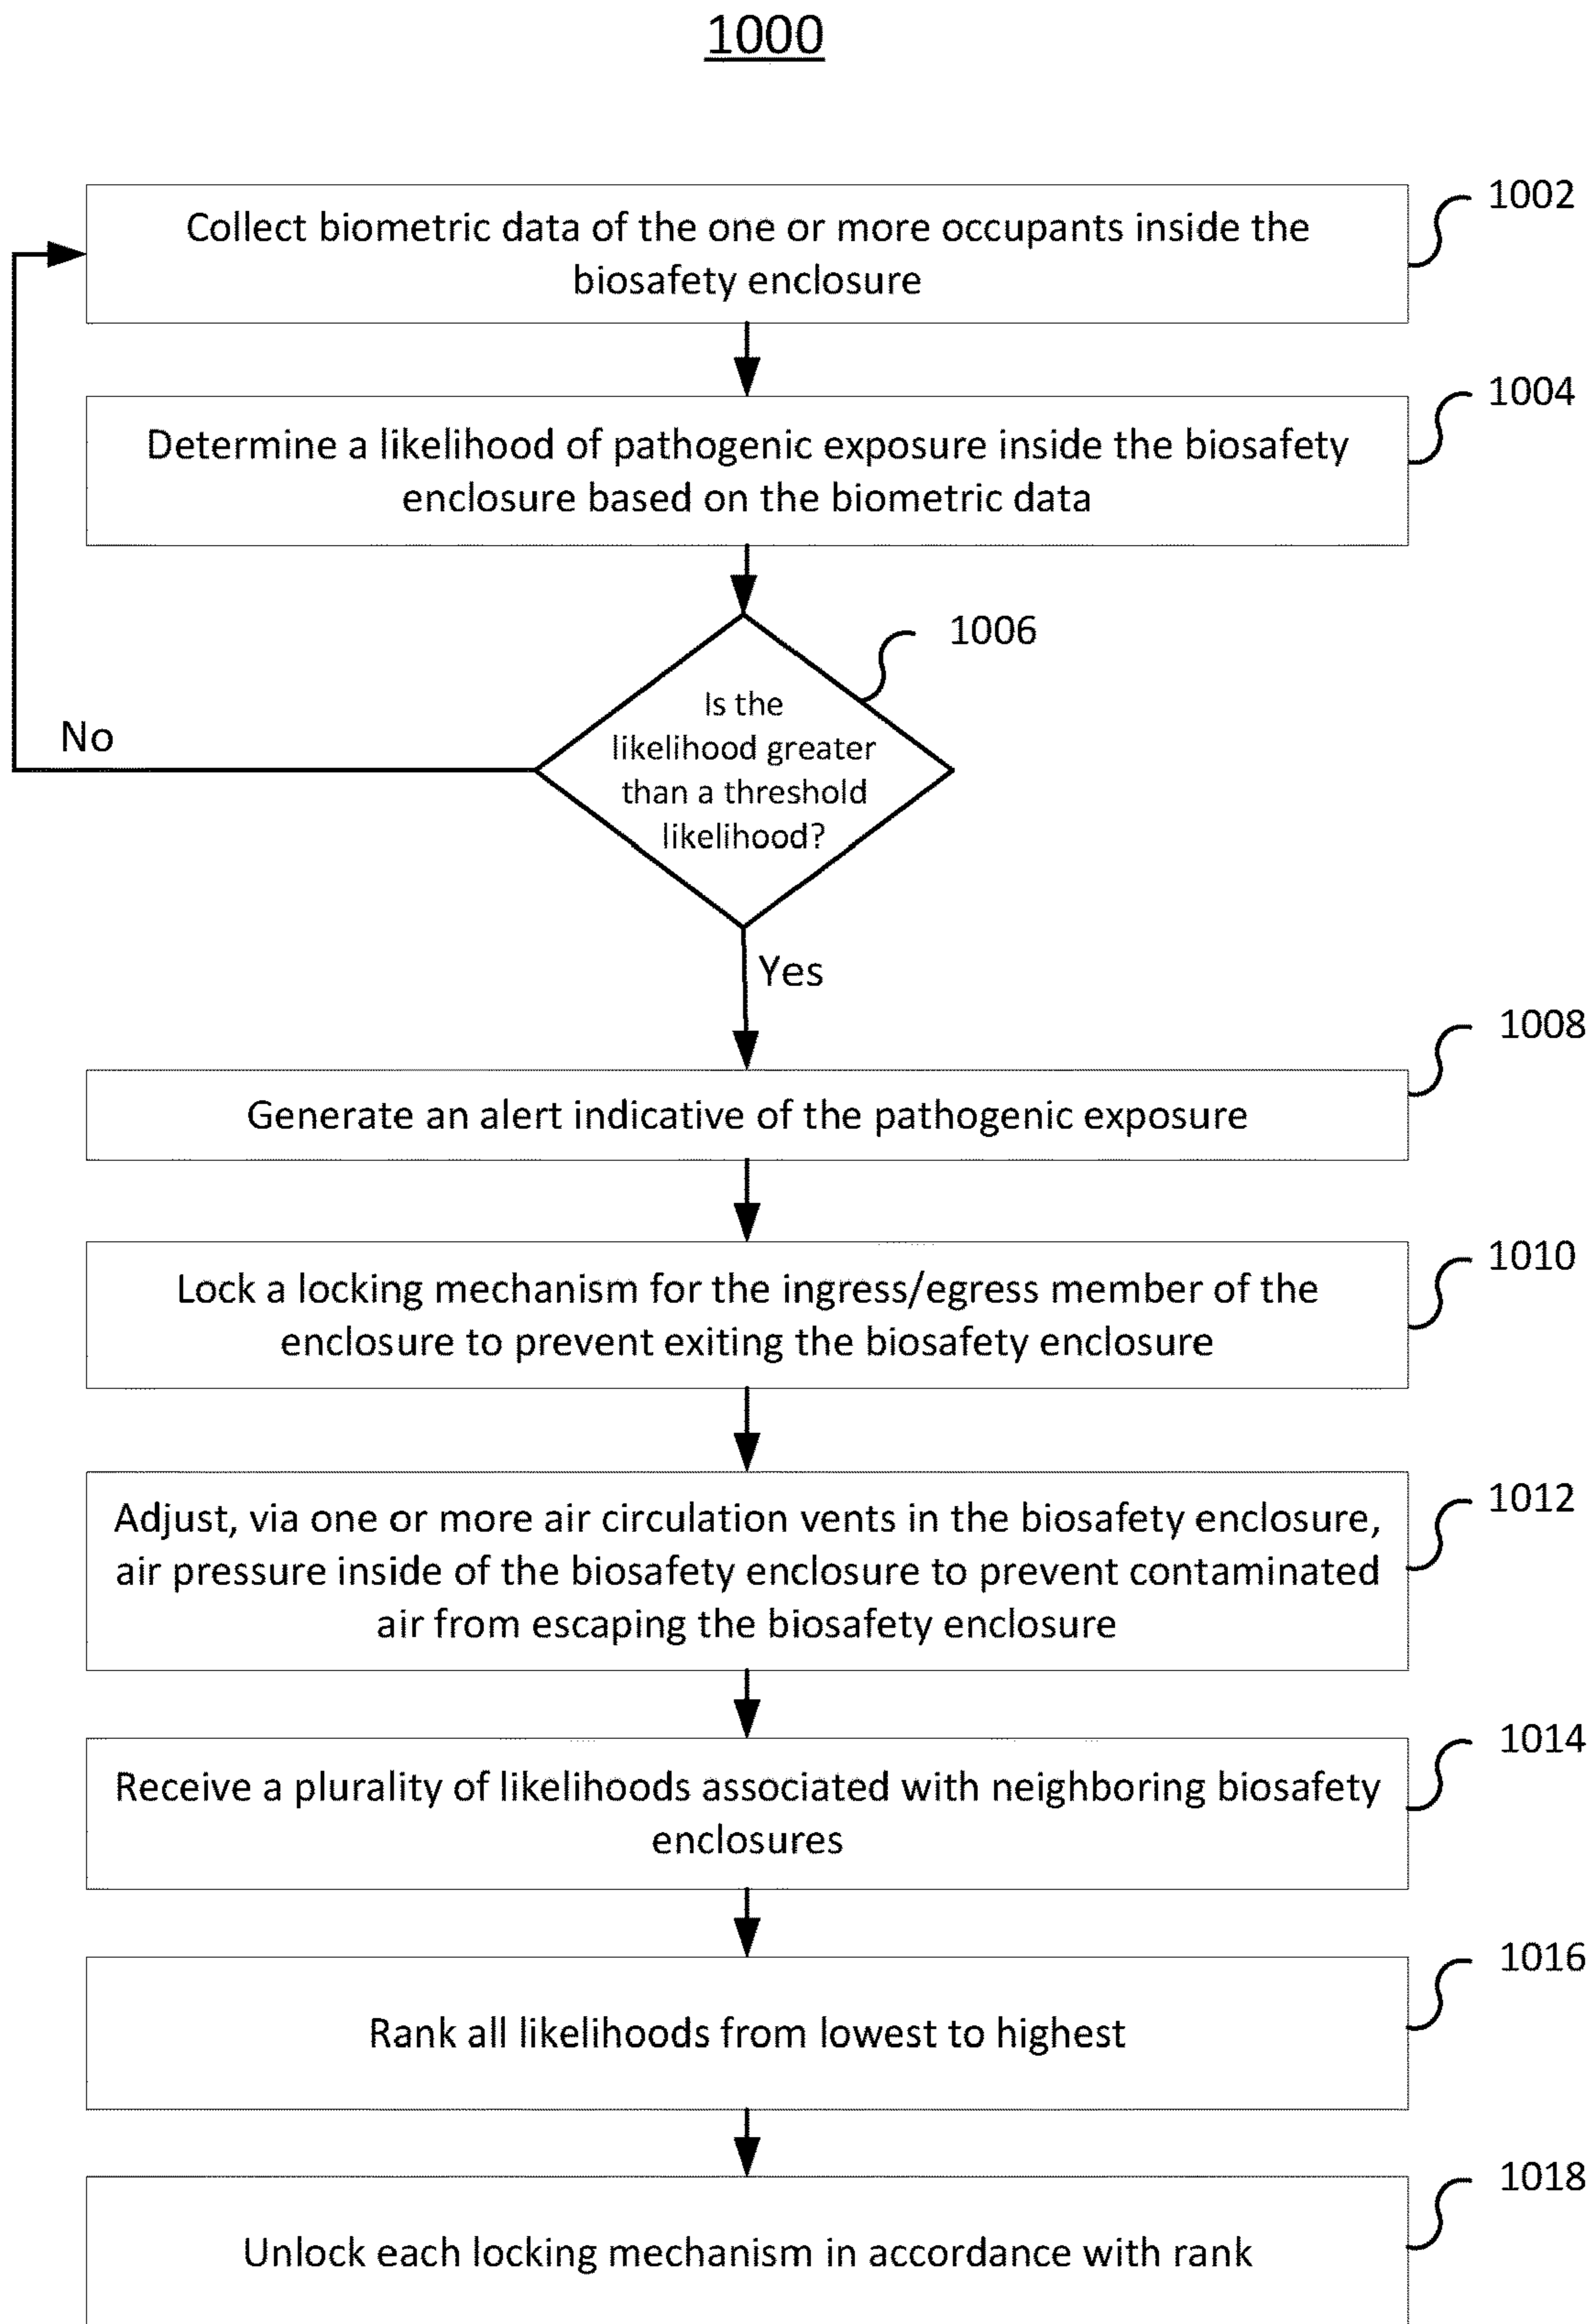 1000
Collect biometric data of the one or more occupants inside the
biosafety enclosure
1002
Determine a likelihood of pathogenic exposure inside the biosafety
enclosure based on the biometric data
1004
Is the
likelihood greater
than a threshold
likelihood?
1006
No
Yes
Generate an alert indicative of the pathogenic exposure
1008
Lock a locking mechanism for the ingress/egress member of the
enclosure to prevent exiting the biosafety enclosure
1010
Adjust, via one or more air circulation vents in the biosafety enclosure,
air pressure inside of the biosafety enclosure to prevent contaminated
air from escaping the biosafety enclosure
1012
Receive a plurality of likelihoods associated with neighboring biosafety
enclosures
1014
Rank all likelihoods from lowest to highest
1016
Unlock each locking mechanism in accordance with rank
1018